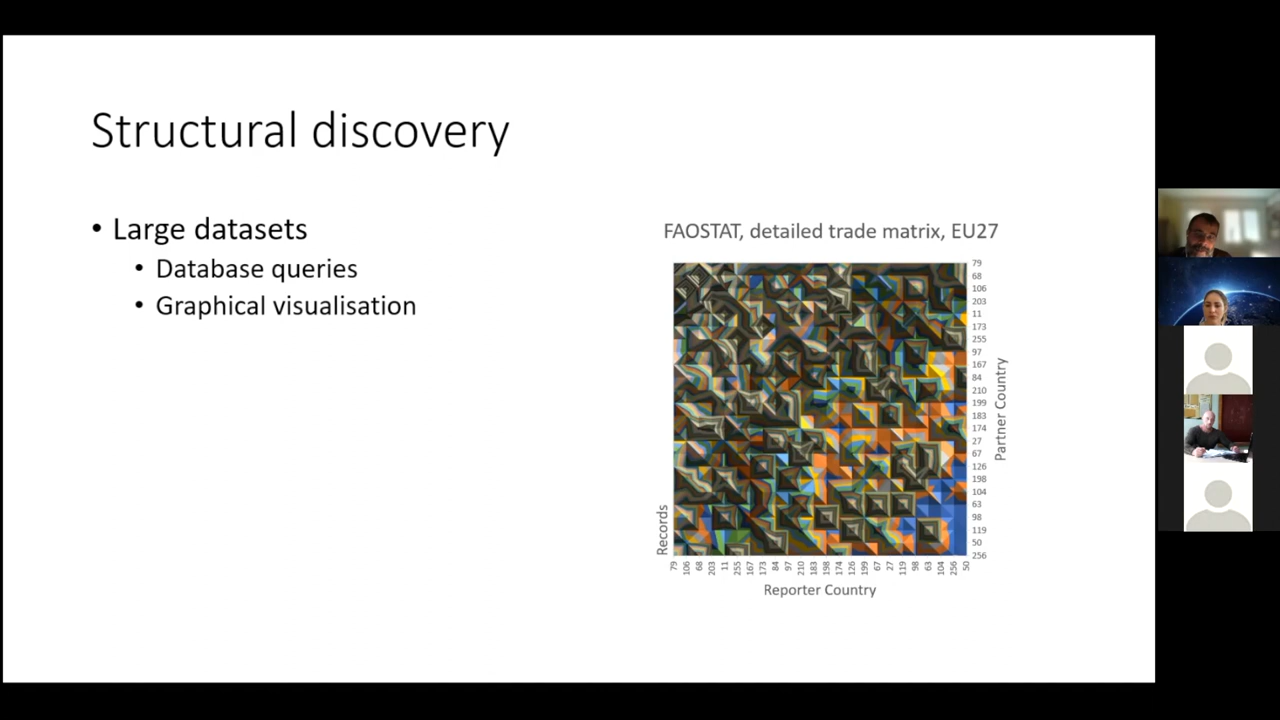 Structural discovery
• Large datasets
• Database queries
• Graphical visualisation
FAOSTAT, detailed trade matrix, EU27
79
68
106
203
11
173
255
97
167
84
210
199
183
174
27
67
126
198
104
63
98
119
50
256
Partner Country
Records
79 106 68 203 11 255 167 173 84 97 210 183 198 174 126 199 67 27 119 98 63 104 256 50
Reporter Country